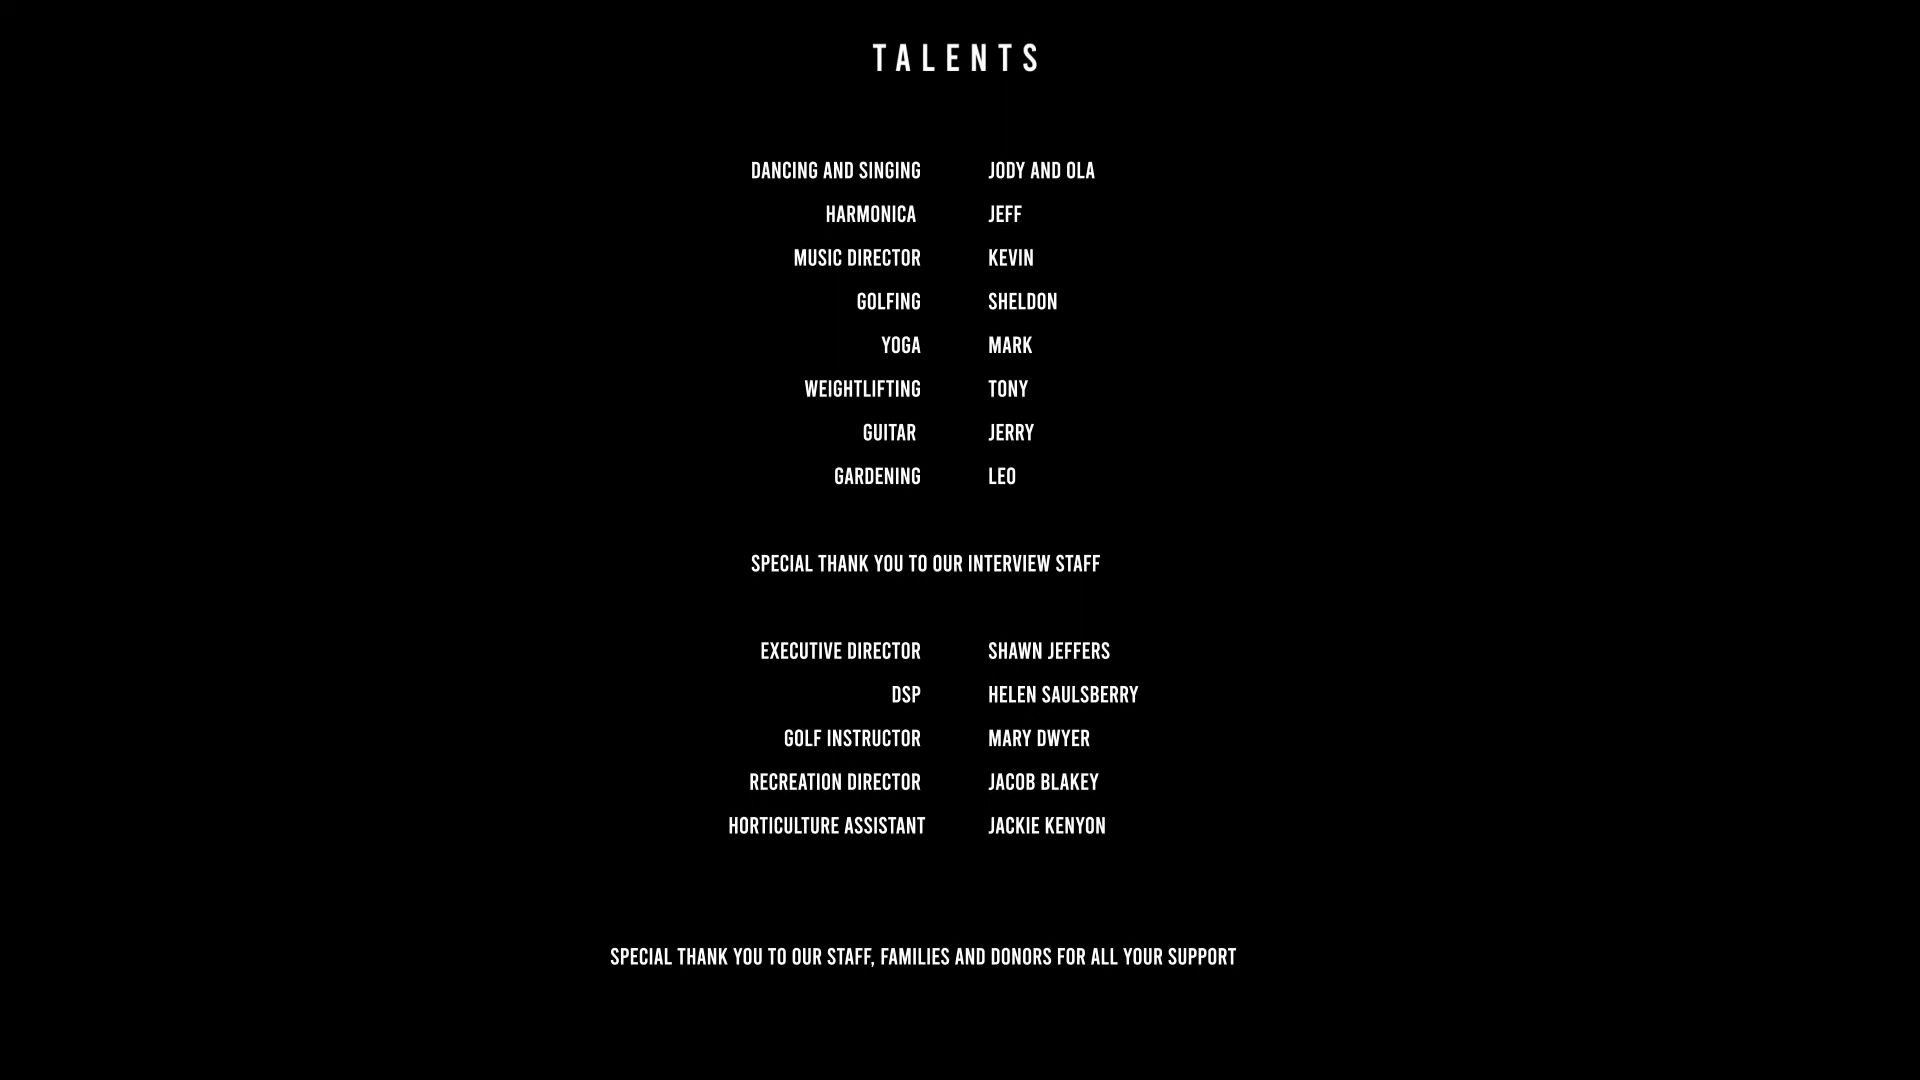 TALENTS
DANCING AND SINGING JODY AND OLA
HARMONICA JEFF
MUSIC DIRECTOR KEVIN
GOLFING SHELDON
YOGA MARK
WEIGHTLIFTING TONY
GUITAR JERRY
GARDENING LEO
SPECIAL THANK YOU TO OUR INTERVIEW STAFF
EXECUTIVE DIRECTOR SHAWN JEFFERS
DSP HELEN SAULSBERRY
GOLF INSTRUCTOR MARY DWYER
RECREATION DIRECTOR JACOB BLAKEY
HORTICULTURE ASSISTANT JACKIE KENYON
SPECIAL THANK YOU TO OUR STAFF, FAMILIES AND DONORS FOR ALL YOUR SUPPORT